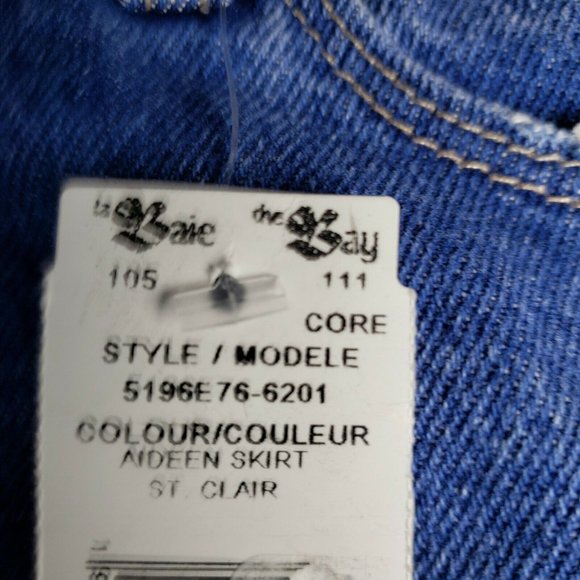 la Baie the Bay
105 111
CORE
STYLE / MODELE
5196E76-6201
COLOUR/COULEUR
AIDEEN SKIRT
ST. CLAIR